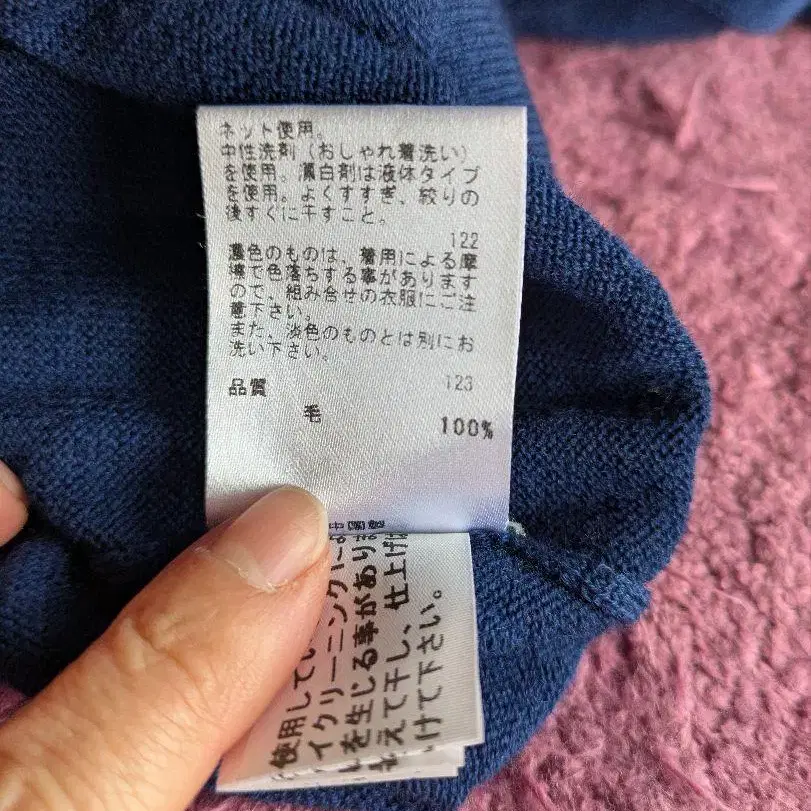 ネット使用。
中性洗剤（おしゃれ着洗い）
を使用。漂白剤は液体タイプ
を使用。よくすすぎ、絞りの
後すぐに干すこと。
122
濃色のものは、着用による摩
擦で色落ちする事があります
ので、組み合せの衣服にご注
意下さい。
また、淡色のものとは別にお
洗い下さい。
123
品質
毛 100%
中国製
使用してい
イクリーニングに
を生じる事があり
えて干し、仕上げは
けて下さい。